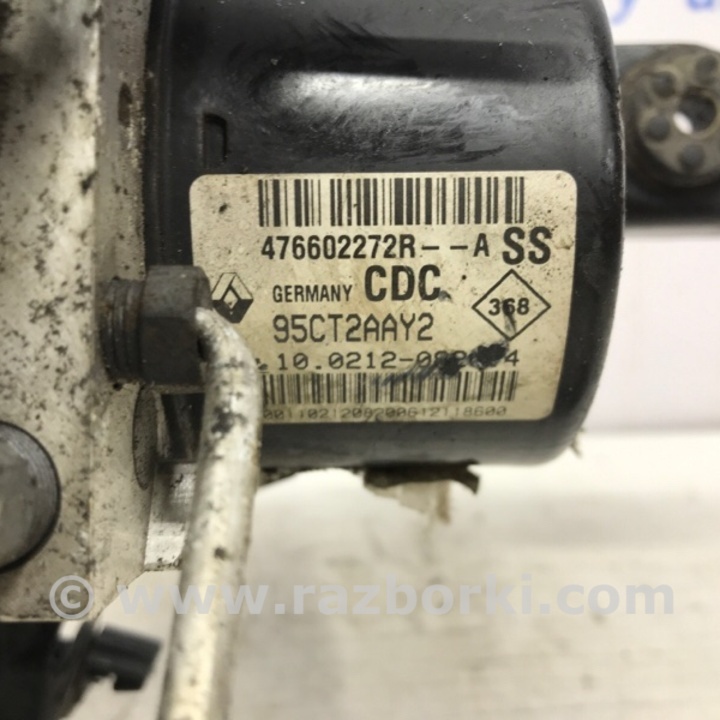 476602272R--A SS
GERMANY CDC
368
95CT2AAY2
© www.razborki.com